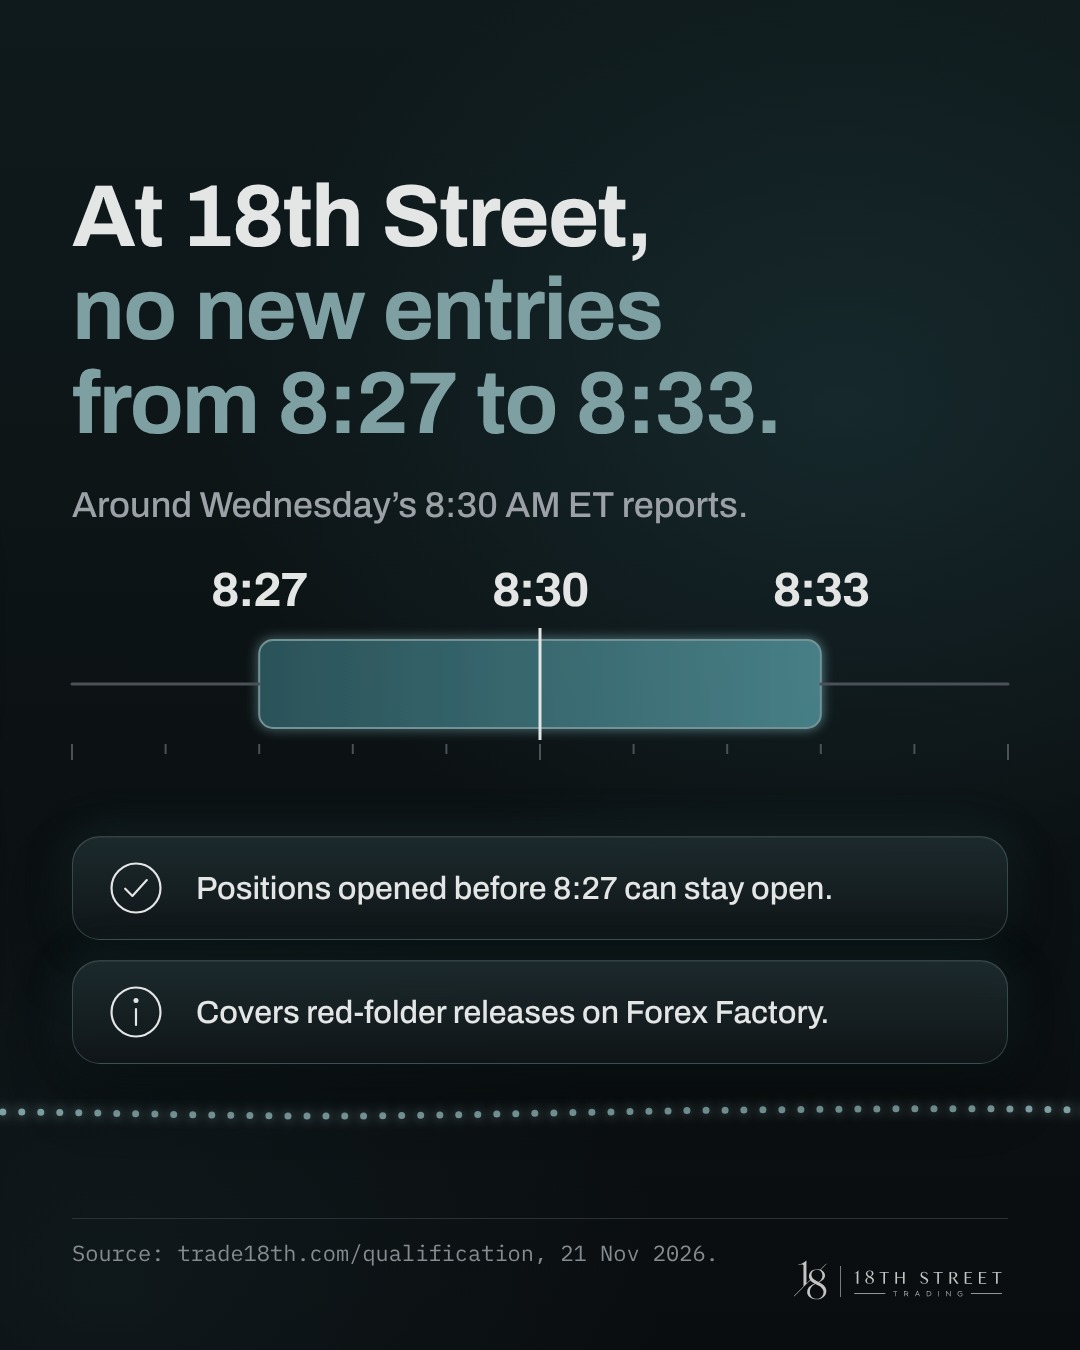 At 18th Street,
no new entries
from 8:27 to 8:33.
Around Wednesday’s 8:30 AM ET reports.
8:27 8:30 8:33
Positions opened before 8:27 can stay open.
Covers red-folder releases on Forex Factory.
Source: trade18th.com/qualification, 21 Nov 2026.
18 18TH STREET
TRADING